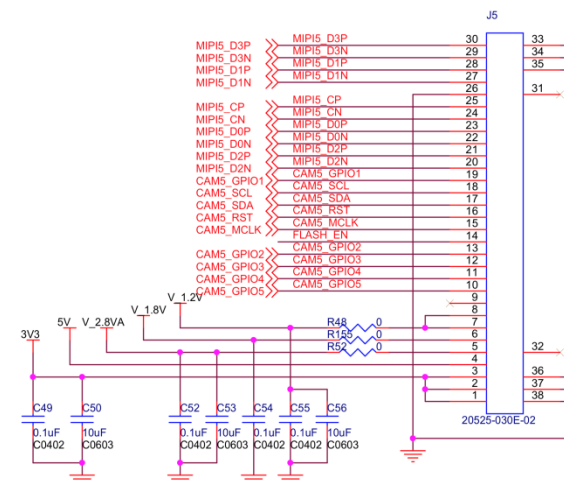 J5
MIPI5_D3P MIPI5_D3P 30 33
MIPI5_D3N MIPI5_D3N 29 34
MIPI5_D1P MIPI5_D1P 28 35
MIPI5_D1N MIPI5_D1N 27
26 31
MIPI5_CP MIPI5_CP 25
MIPI5_CN MIPI5_CN 24
MIPI5_D0P MIPI5_D0P 23
MIPI5_D0N MIPI5_D0N 22
MIPI5_D2P MIPI5_D2P 21
MIPI5_D2N MIPI5_D2N 20
CAM5_GPIO1 CAM5_GPIO1 19
CAM5_SCL CAM5_SCL 18
CAM5_SDA CAM5_SDA 17
CAM5_RST CAM5_RST 16
CAM5_MCLK CAM5_MCLK 15
FLASH_EN 14
CAM5_GPIO2 CAM5_GPIO2 13
CAM5_GPIO3 CAM5_GPIO3 12
CAM5_GPIO4 CAM5_GPIO4 11
CAM5_GPIO5 CAM5_GPIO5 10
9
V_1.2V 8
V_1.8V R48 0 7
5V V_2.8VA R155 0 6
3V3 R52 0 5 32
4
3 36
2 37
1 38
20525-030E-02
C49 C50 C52 C53 C54 C55 C56
0.1uF 10uF 0.1uF 10uF 0.1uF 0.1uF 10uF
C0402 C0603 C0402 C0603 C0402 C0402 C0603